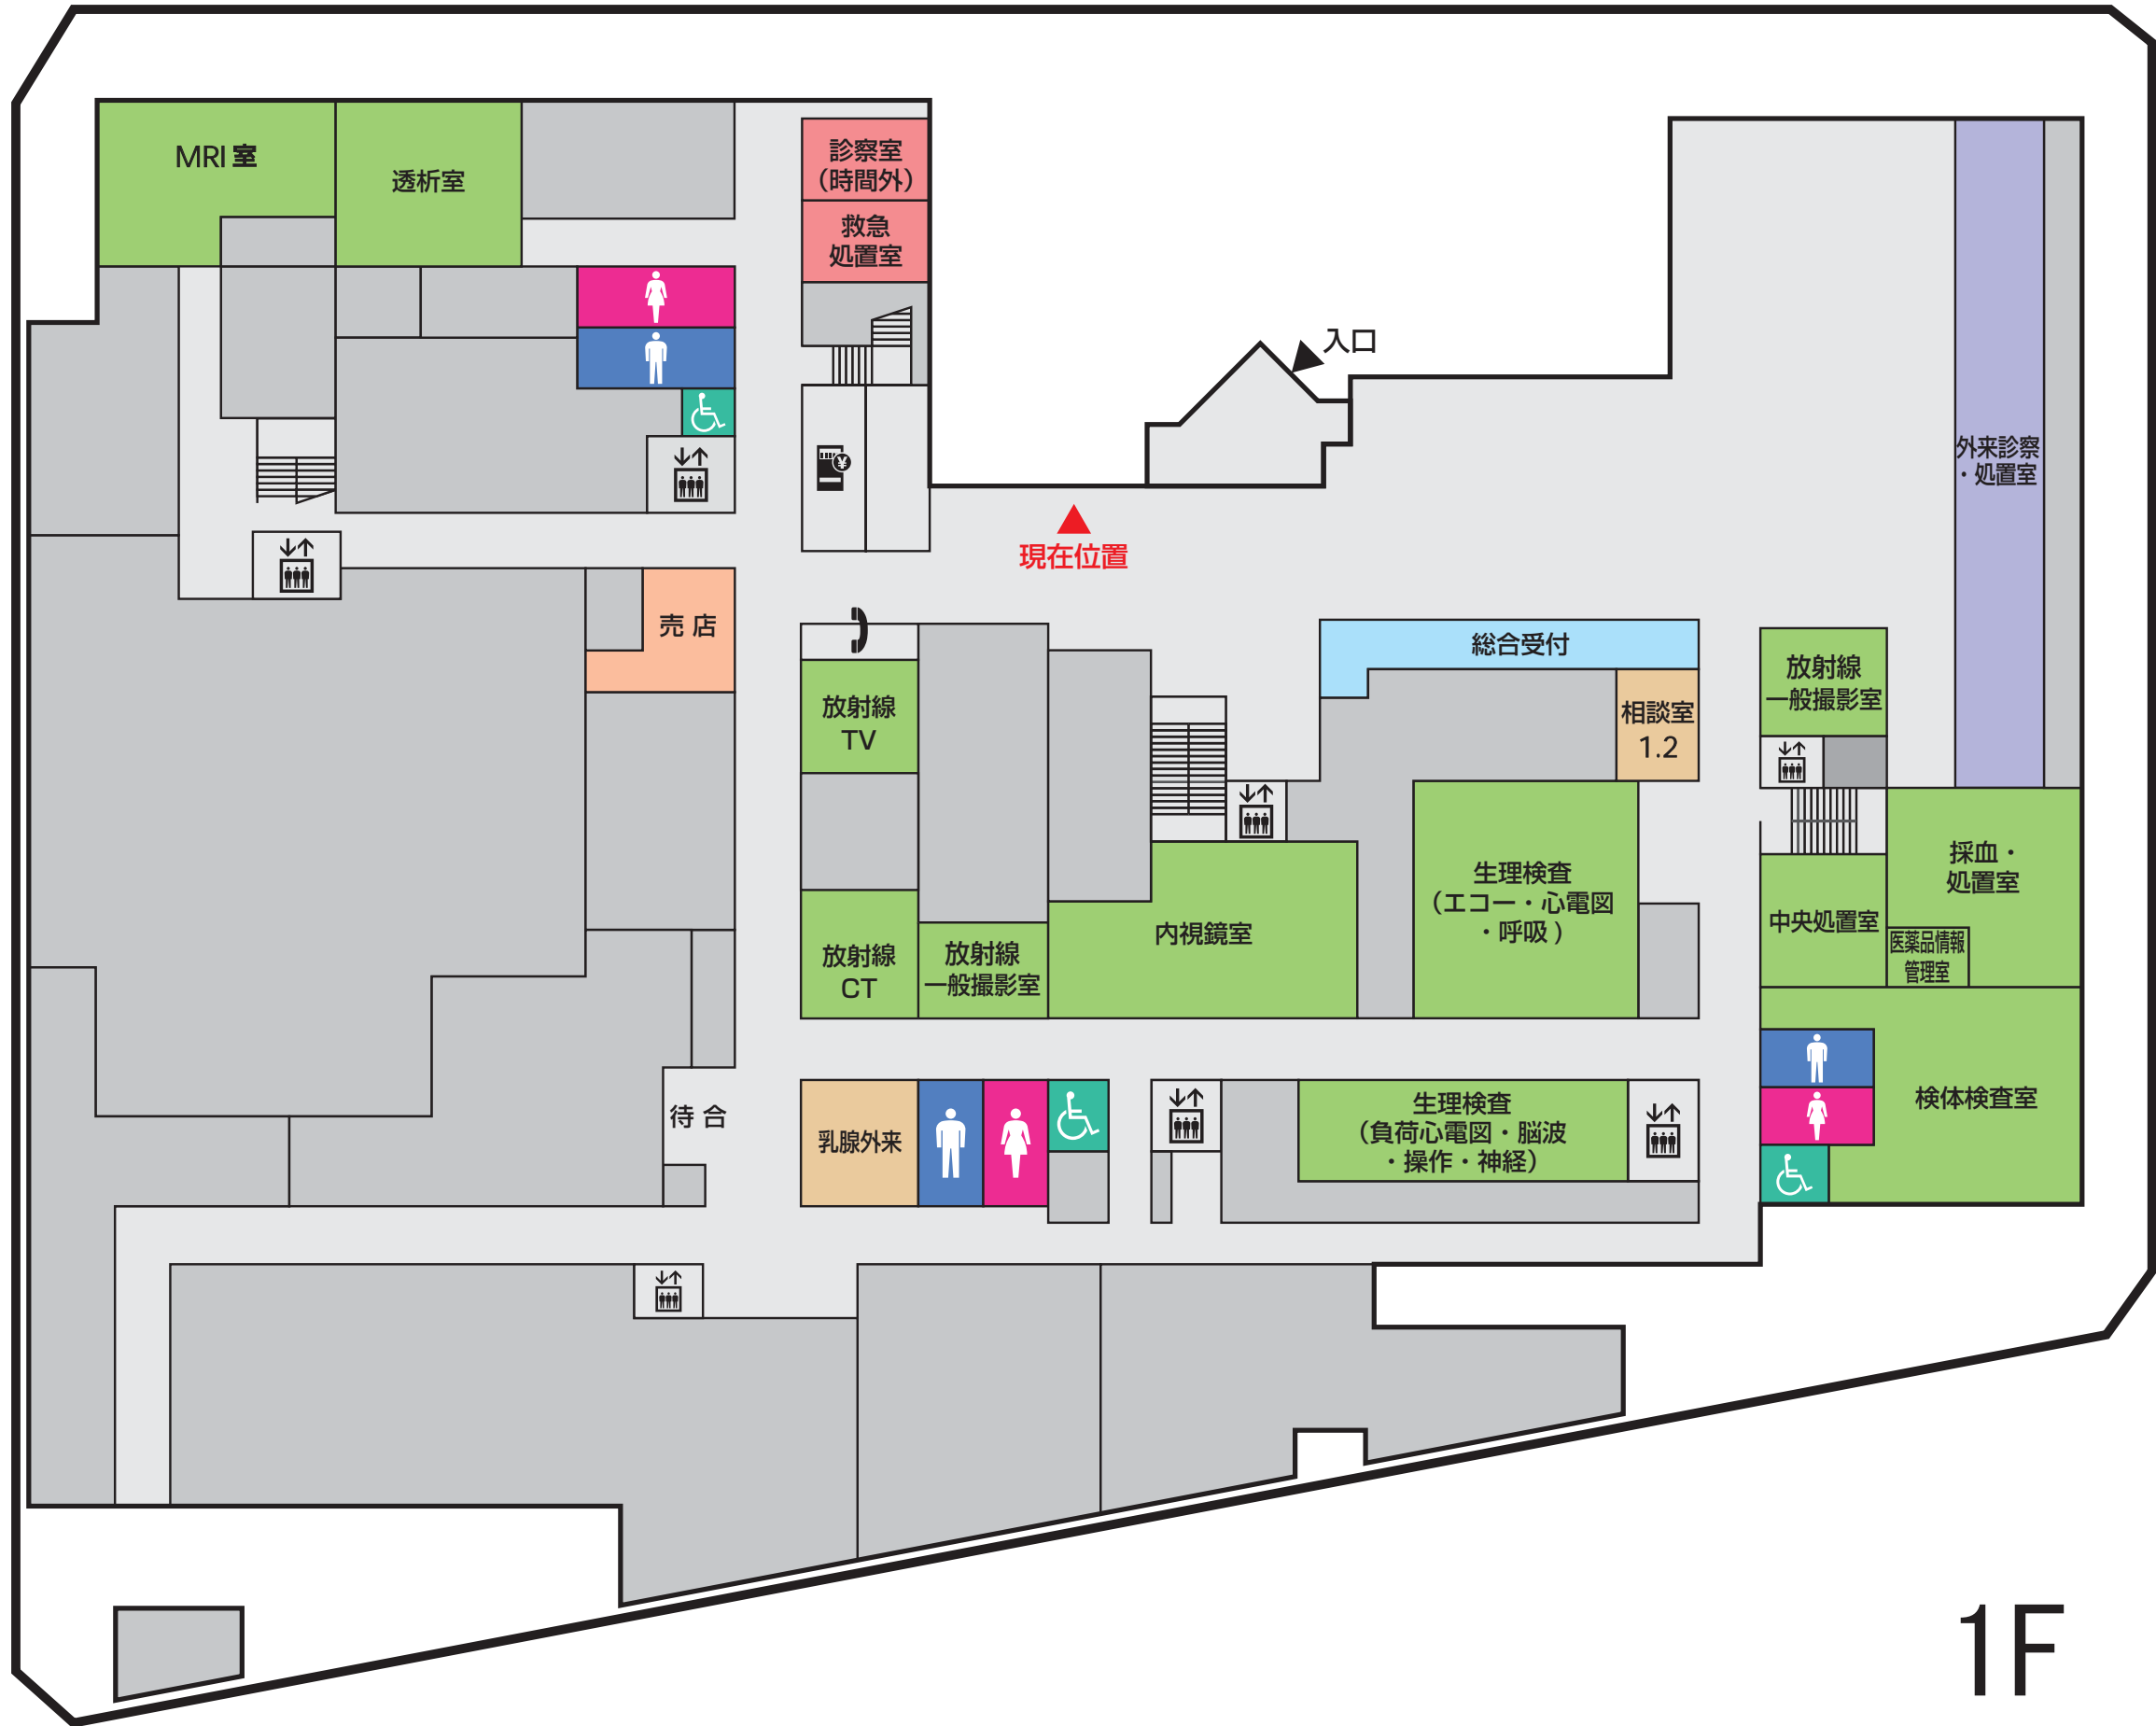 MRI 室
透析室
診察室
（時間外）
救急
処置室
入口
外来診察
・処置室
現在位置
売 店
総合受付
放射線
一般撮影室
放射線
TV
相談室
1.2
採血・
処置室
生理検査
（エコー・心電図
・呼吸 ）
中央処置室
医薬品情報
管理室
内視鏡室
放射線
CT
放射線
一般撮影室
待 合
乳腺外来
生理検査
（負荷心電図・脳波
・操作・神経）
検体検査室
¥
1F